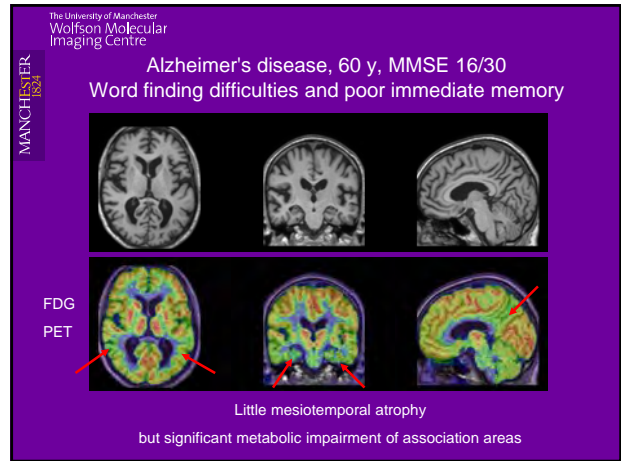 The University of Manchester
Wolfson Molecular
Imaging Centre
MANCHESTER
1824
Alzheimer's disease, 60 y, MMSE 16/30
Word finding difficulties and poor immediate memory
FDG
PET
Little mesiotemporal atrophy
but significant metabolic impairment of association areas